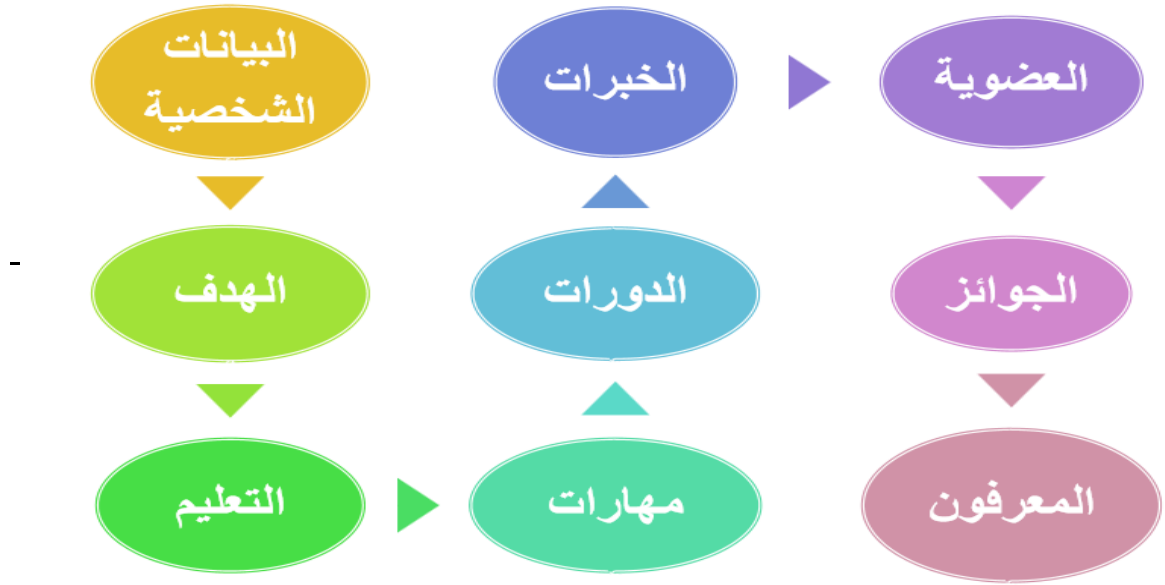 البيانات
الشخصية
الهدف
التعليم
مهارات
الدورات
الخبرات
العضوية
الجوائز
المعرفون
-